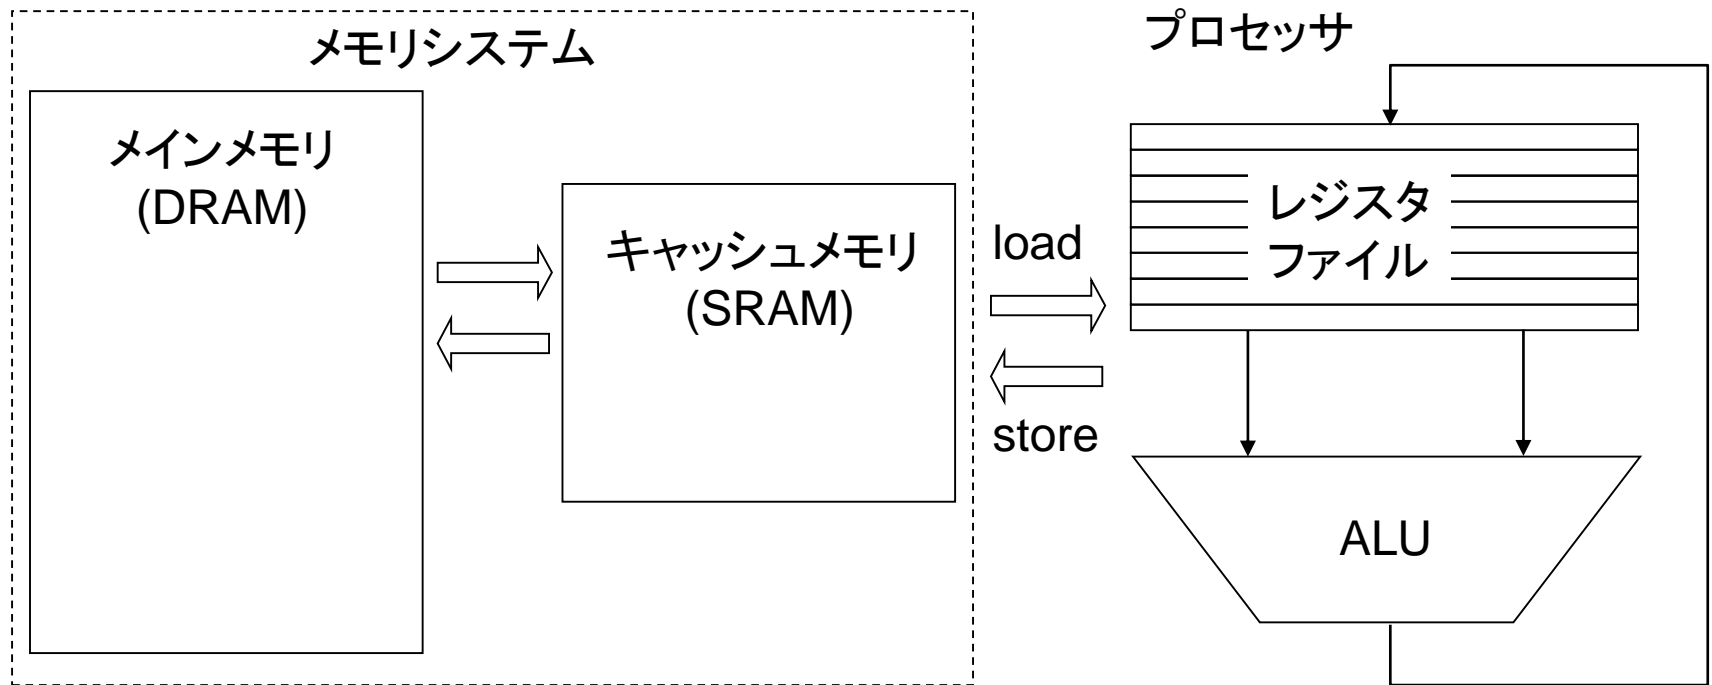 メモリシステム
プロセッサ
メインメモリ
(DRAM)
キャッシュメモリ
(SRAM)
load
store
レジスタ
ファイル
ALU